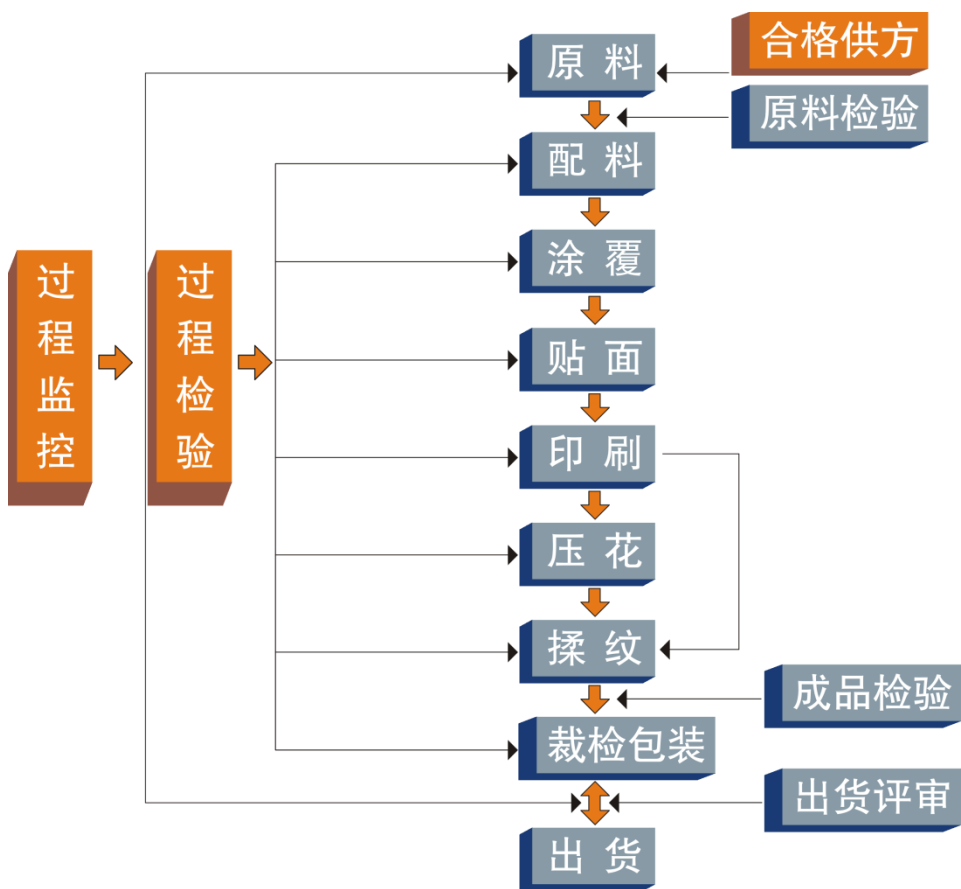 合格供方
原料
原料检验
配料
涂覆
过程监控
过程检验
贴面
印刷
压花
揉纹
成品检验
裁检包装
出货评审
出货